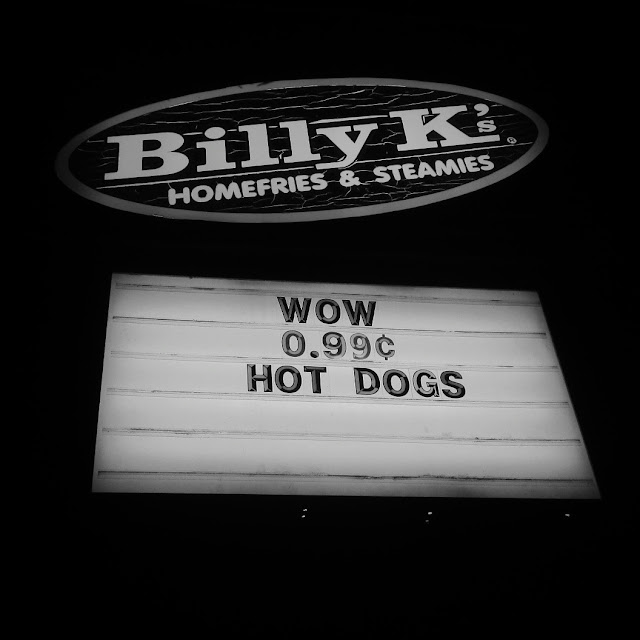 Billy K's®
HOMEFRIES & STEAMIES
WOW
0.99¢
HOT DOGS